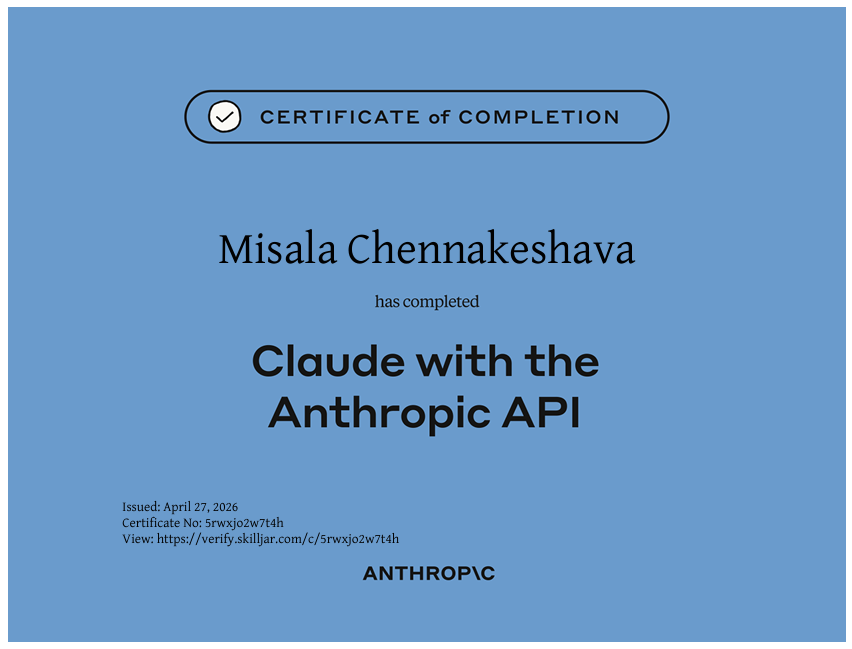 CERTIFICATE of COMPLETION
Misala Chennakeshava
has completed
Claude with the
Anthropic API
Issued: April 27, 2026
Certificate No: 5rwxjo2w7t4h
View: https://verify.skilljar.com/c/5rwxjo2w7t4h
ANTHROP\C